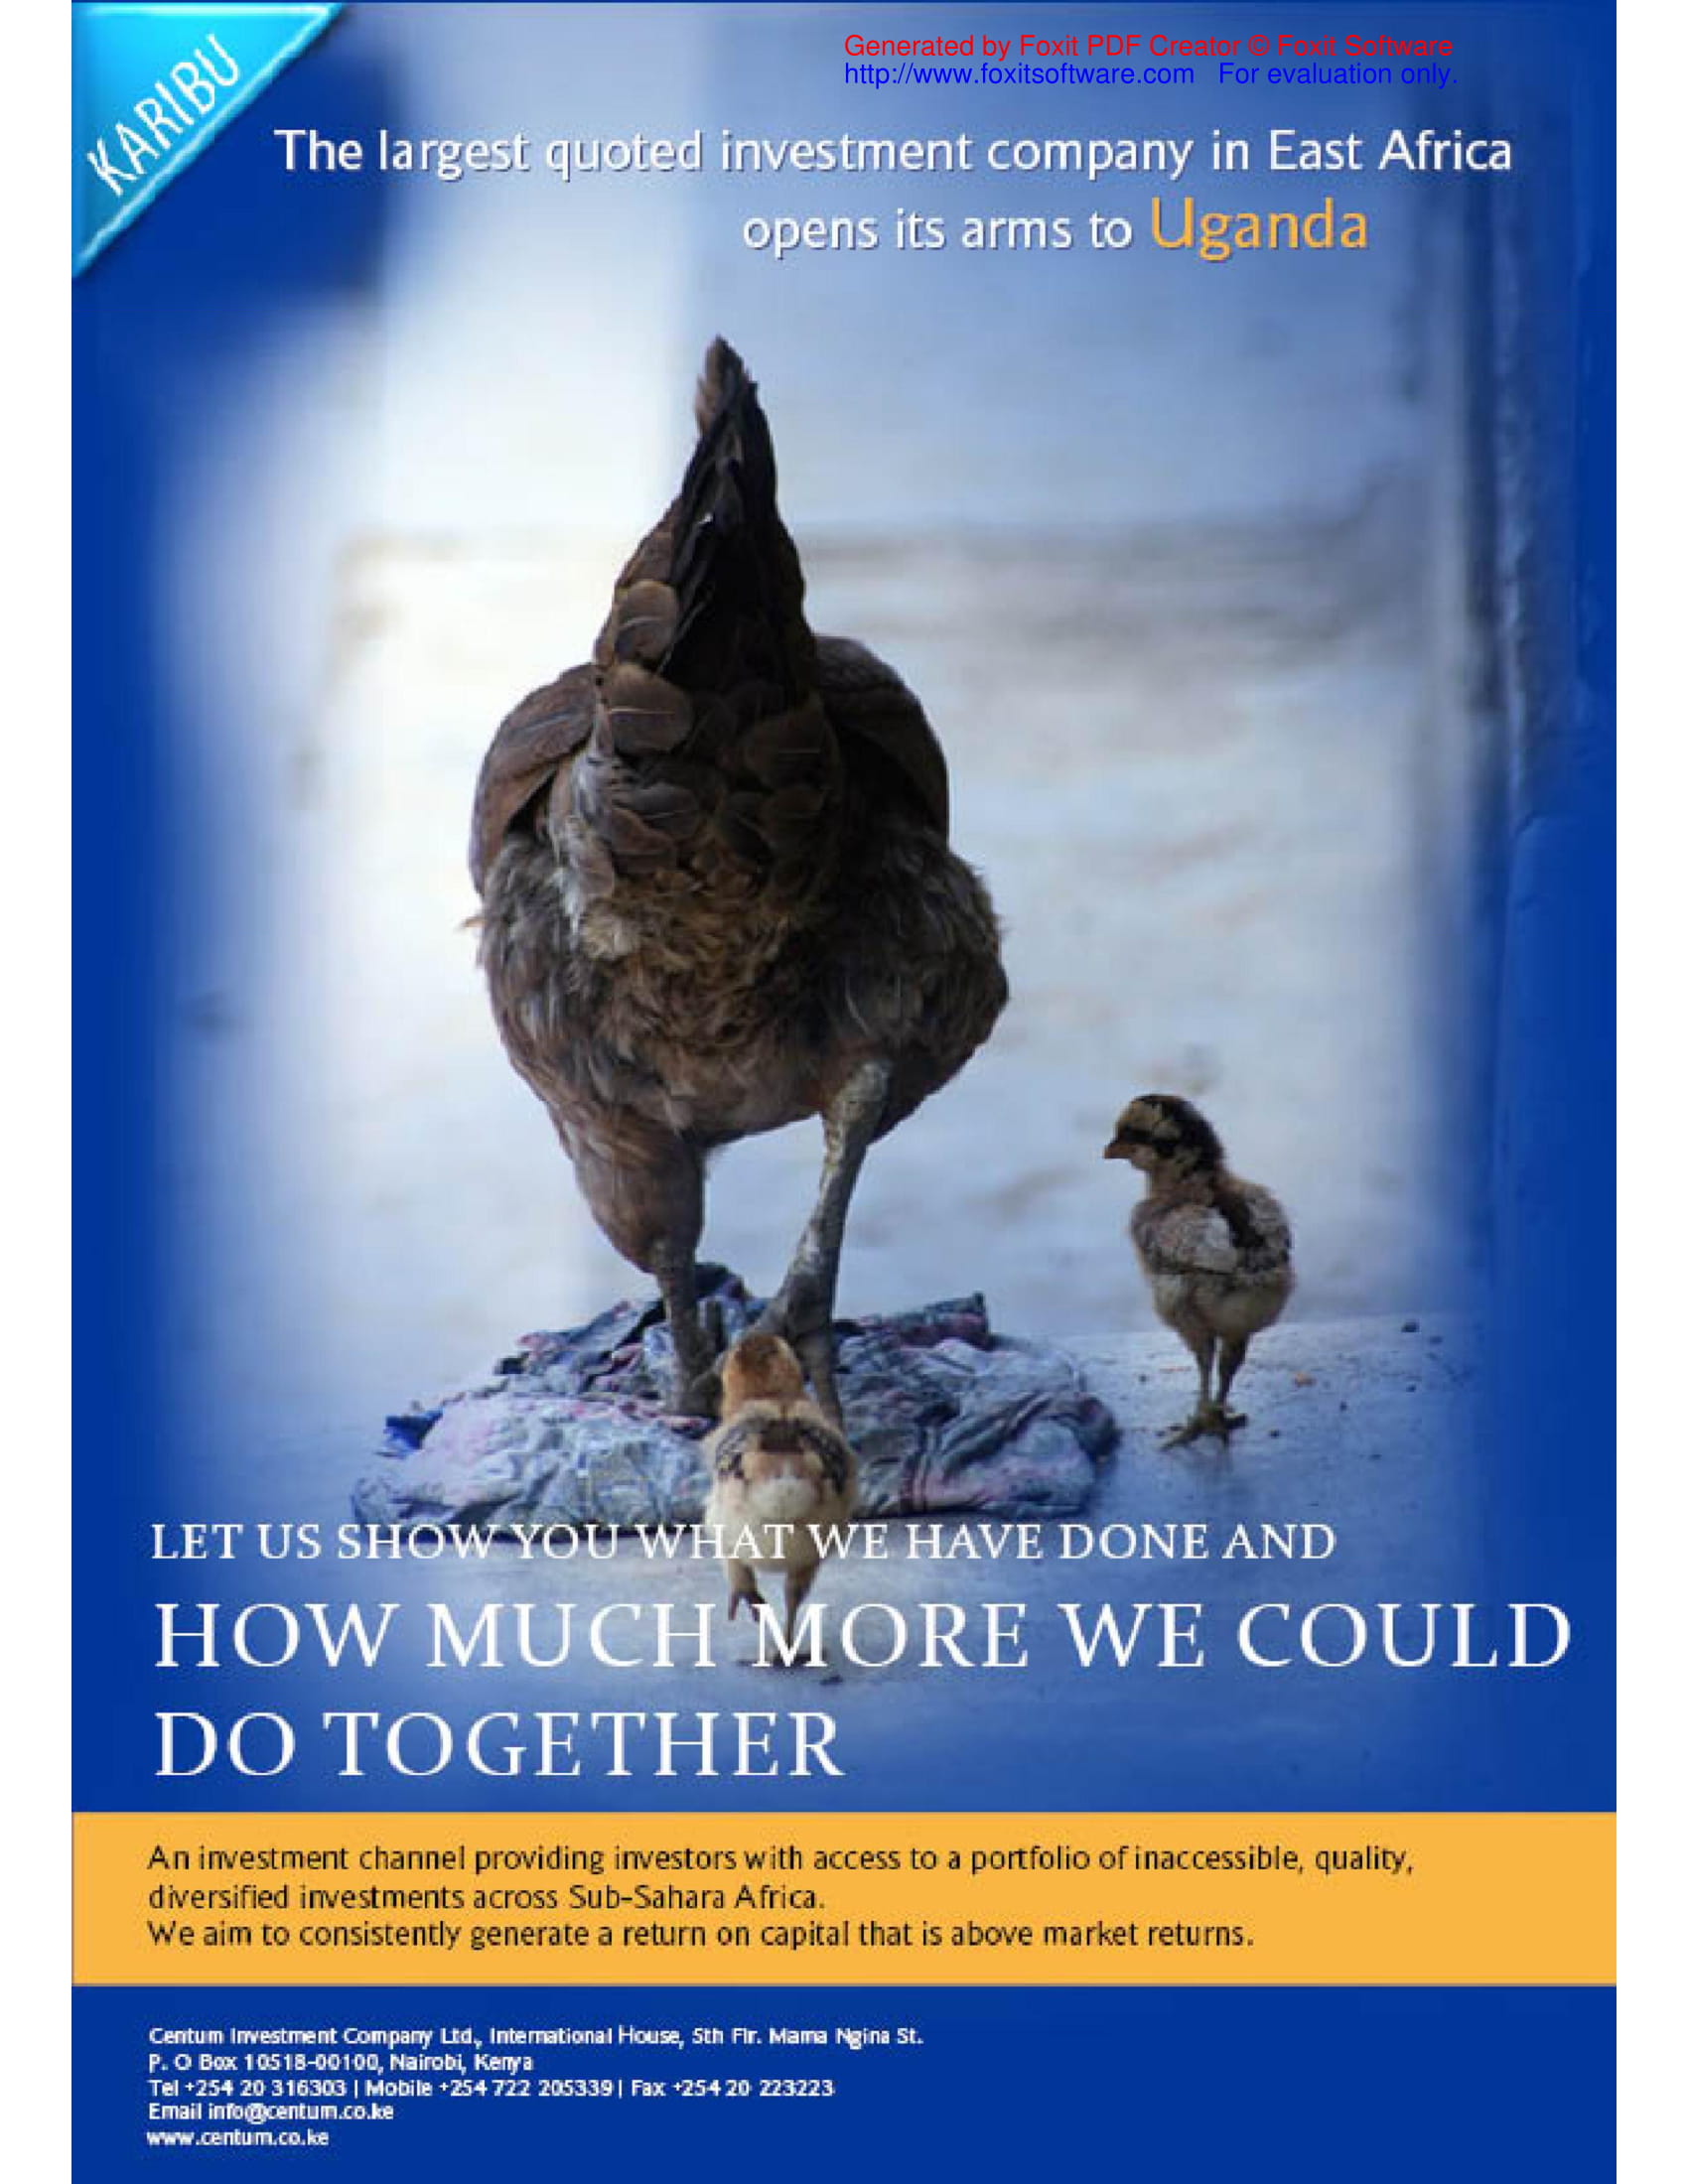 KARIBU
Generated by Foxit PDF Creator © Foxit Software
http://www.foxitsoftware.com For evaluation only.
The largest quoted investment company in East Africa
opens its arms to Uganda
LET US SHOW YOU WHAT WE HAVE DONE AND
HOW MUCH MORE WE COULD
DO TOGETHER
An investment channel providing investors with access to a portfolio of inaccessible, quality,
diversified investments across Sub-Sahara Africa.
We aim to consistently generate a return on capital that is above market returns.
Centum Investment Company Ltd., International House, 5th Flr. Mama Ngina St.
P. O Box 10518-00100, Nairobi, Kenya
Tel +254 20 316303 | Mobile +254 722 205339 | Fax +254 20 223223
Email info@centum.co.ke
www.centum.co.ke